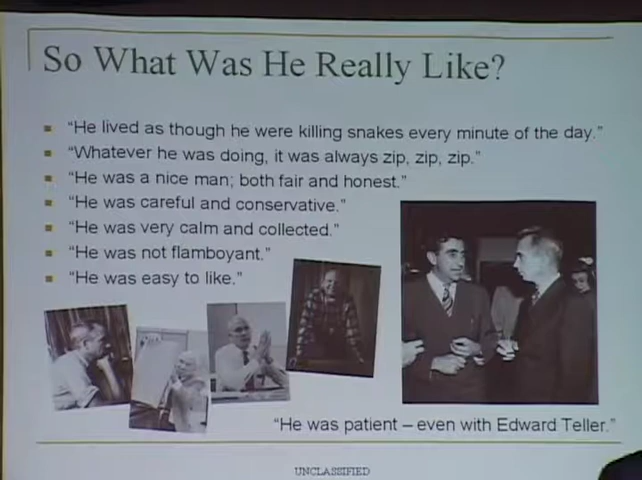 So What Was He Really Like?
"He lived as though he were killing snakes every minute of the day."
"Whatever he was doing, it was always zip, zip, zip."
"He was a nice man; both fair and honest."
"He was careful and conservative."
"He was very calm and collected."
"He was not flamboyant."
"He was easy to like."
"He was patient – even with Edward Teller."
UNCLASSIFIED